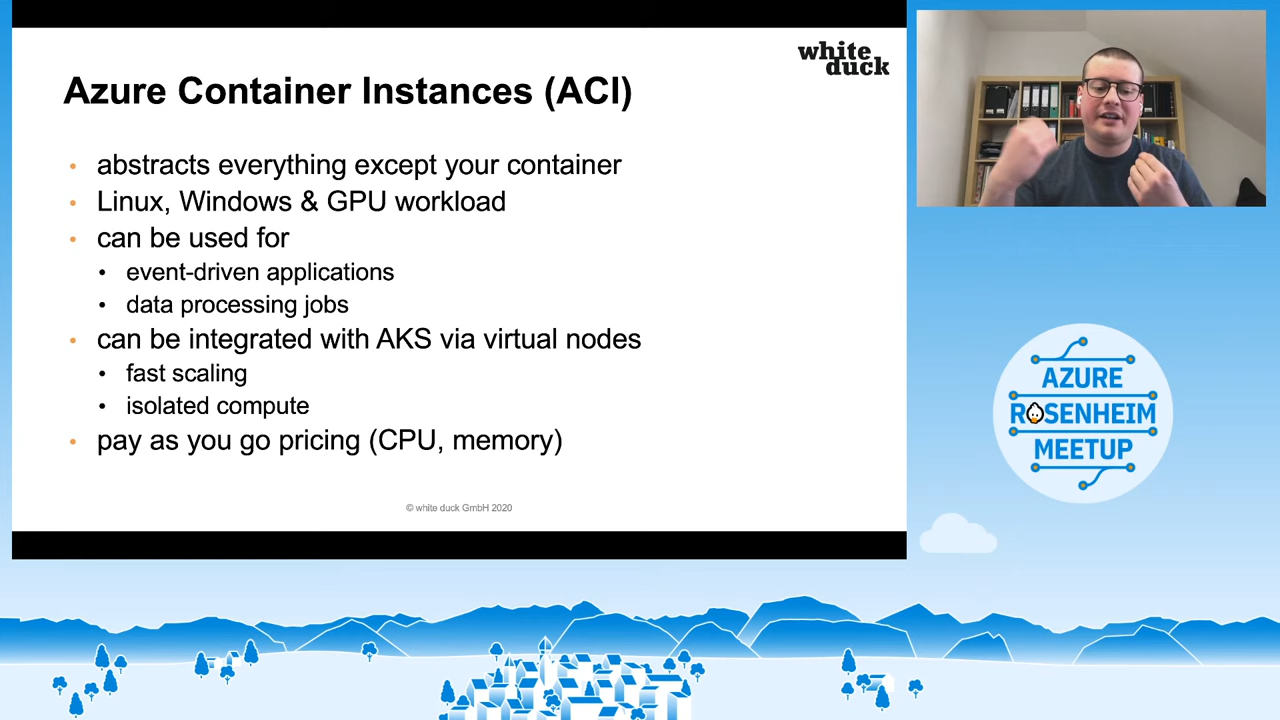 white
duck
Azure Container Instances (ACI)
abstracts everything except your container
Linux, Windows & GPU workload
can be used for
event-driven applications
data processing jobs
can be integrated with AKS via virtual nodes
fast scaling
isolated compute
pay as you go pricing (CPU, memory)
© white duck GmbH 2020
AZURE
ROSENHEIM
MEETUP